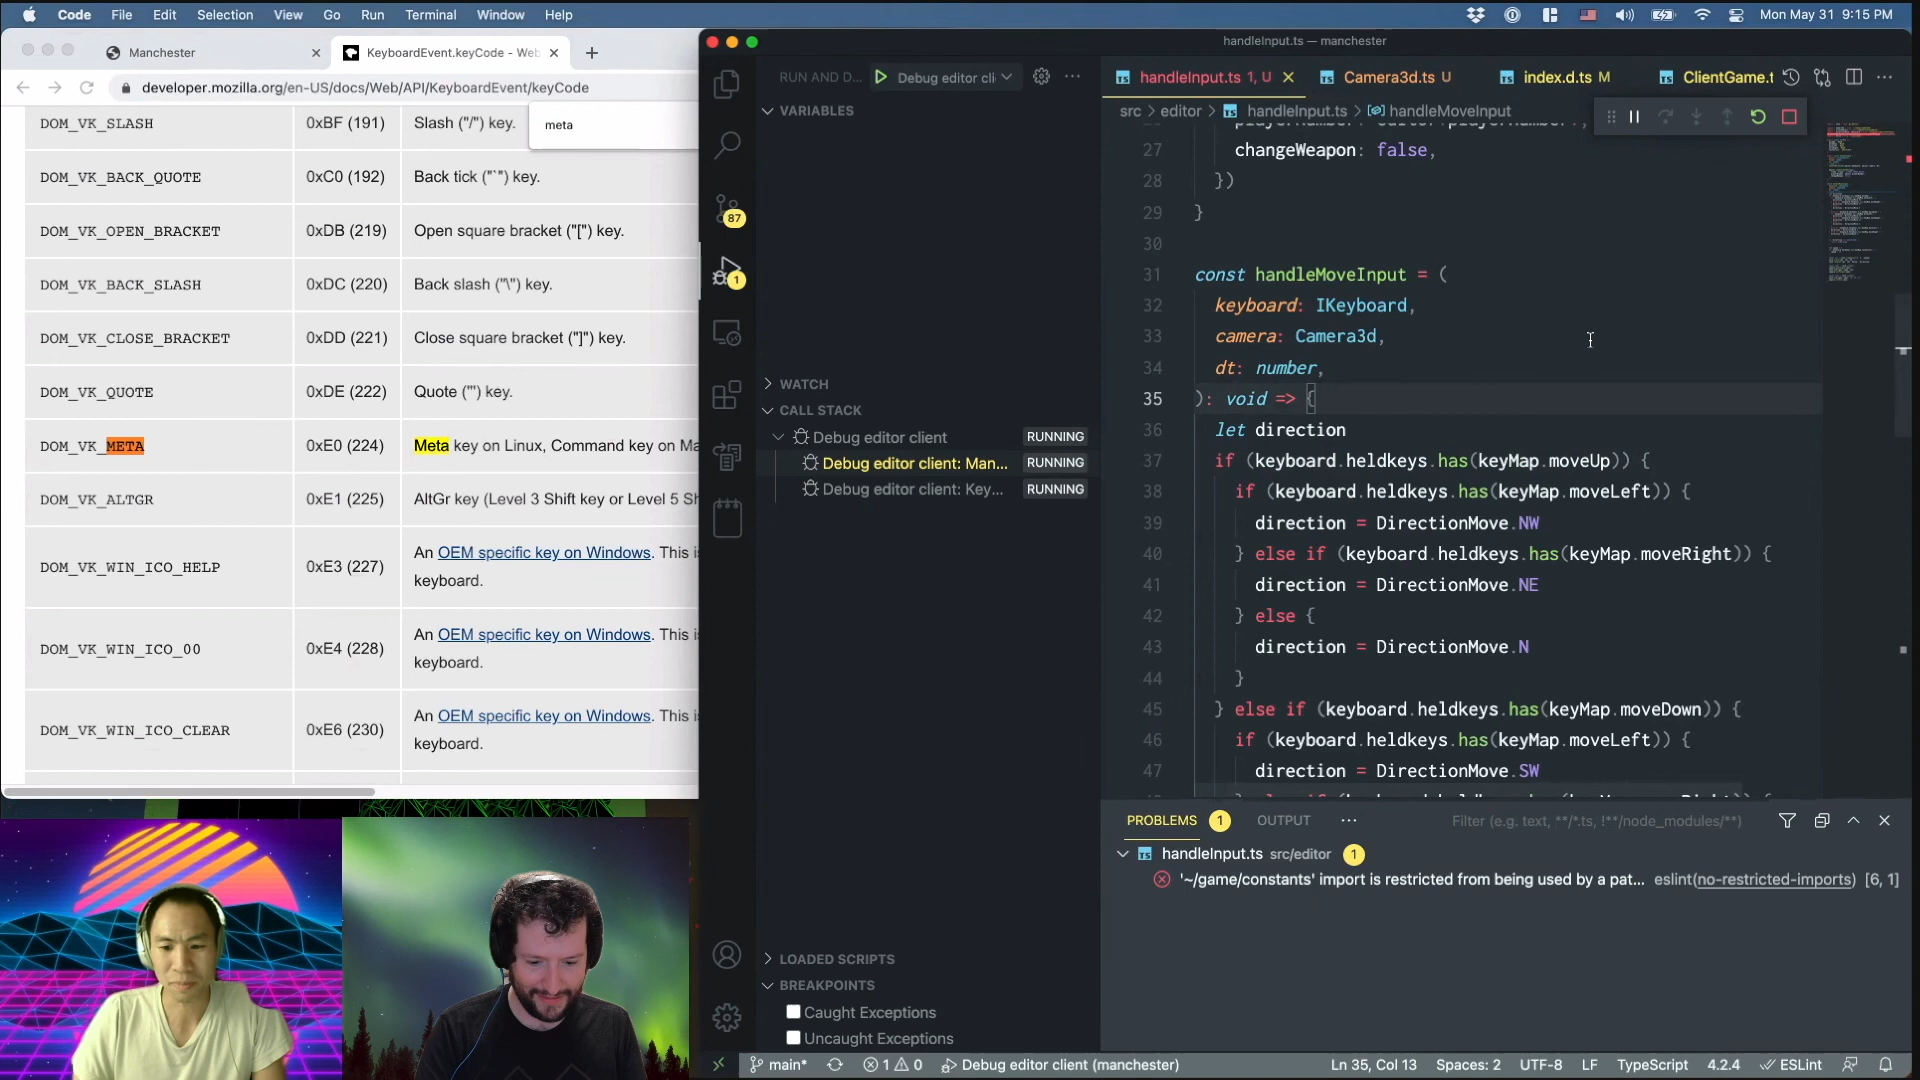 Code File Edit Selection View Go Run Terminal Window Help
Mon May 31 9:15 PM
Manchester
KeyboardEvent.keyCode - Web
developer.mozilla.org/en-US/docs/Web/API/KeyboardEvent/keyCode
meta
DOM_VK_SLASH 0xBF (191) Slash ("/") key.
DOM_VK_BACK_QUOTE 0xC0 (192) Back tick ("`") key.
DOM_VK_OPEN_BRACKET 0xDB (219) Open square bracket ("[") key.
DOM_VK_BACK_SLASH 0xDC (220) Back slash ("\") key.
DOM_VK_CLOSE_BRACKET 0xDD (221) Close square bracket ("]") key.
DOM_VK_QUOTE 0xDE (222) Quote (''') key.
DOM_VK_META 0xE0 (224) Meta key on Linux, Command key on Ma
DOM_VK_ALTGR 0xE1 (225) AltGr key (Level 3 Shift key or Level 5 Sh
DOM_VK_WIN_ICO_HELP 0xE3 (227) An OEM specific key on Windows. This i
keyboard.
DOM_VK_WIN_ICO_00 0xE4 (228) An OEM specific key on Windows. This i
keyboard.
DOM_VK_WIN_ICO_CLEAR 0xE6 (230) An OEM specific key on Windows. This i
keyboard.
handleInput.ts — manchester
RUN AND D... Debug editor cli
VARIABLES
87
1
WATCH
CALL STACK
Debug editor client RUNNING
Debug editor client: Man... RUNNING
Debug editor client: Key... RUNNING
LOADED SCRIPTS
BREAKPOINTS
Caught Exceptions
Uncaught Exceptions
handleInput.ts 1, U
Camera3d.ts U
index.d.ts M
ClientGame.t
src > editor > TS handleInput.ts > handleMoveInput
27 changeWeapon: false,
28 })
29 }
30
31 const handleMoveInput = (
32 keyboard: IKeyboard,
33 camera: Camera3d,
34 dt: number,
35 ): void => {
36 let direction
37 if (keyboard.heldkeys.has(keyMap.moveUp)) {
38 if (keyboard.heldkeys.has(keyMap.moveLeft)) {
39 direction = DirectionMove.NW
40 } else if (keyboard.heldkeys.has(keyMap.moveRight)) {
41 direction = DirectionMove.NE
42 } else {
43 direction = DirectionMove.N
44 }
45 } else if (keyboard.heldkeys.has(keyMap.moveDown)) {
46 if (keyboard.heldkeys.has(keyMap.moveLeft)) {
47 direction = DirectionMove.SW
PROBLEMS 1 OUTPUT ...
Filter (e.g. text, **/*.ts, !**/node_modules/**)
TS handleInput.ts src/editor 1
'~/game/constants' import is restricted from being used by a pat... eslint(no-restricted-imports) [6, 1]
main* 1 0 Debug editor client (manchester)
Ln 35, Col 13 Spaces: 2 UTF-8 LF TypeScript 4.2.4 ESLint